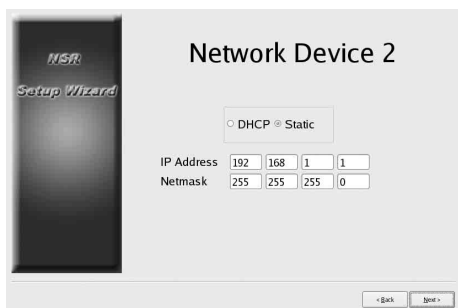 NSR
Setup Wizard
Network Device 2
DHCP Static
IP Address 192 168 1 1
Netmask 255 255 255 0
< Back Next >